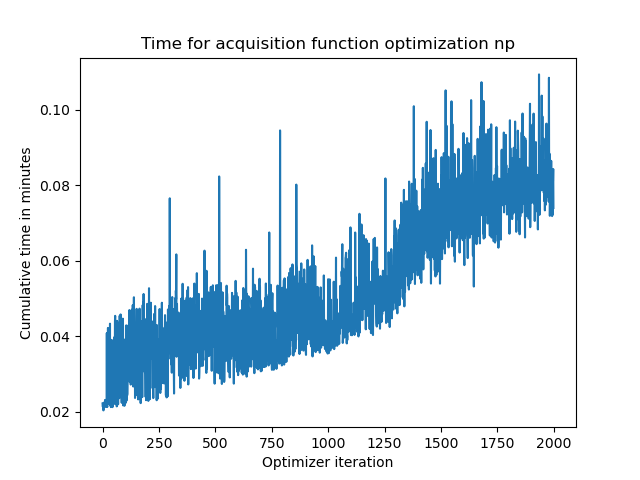 Time for acquisition function optimization np
Cumulative time in minutes
0.10
0.08
0.06
0.04
0.02
0 250 500 750 1000 1250 1500 1750 2000
Optimizer iteration